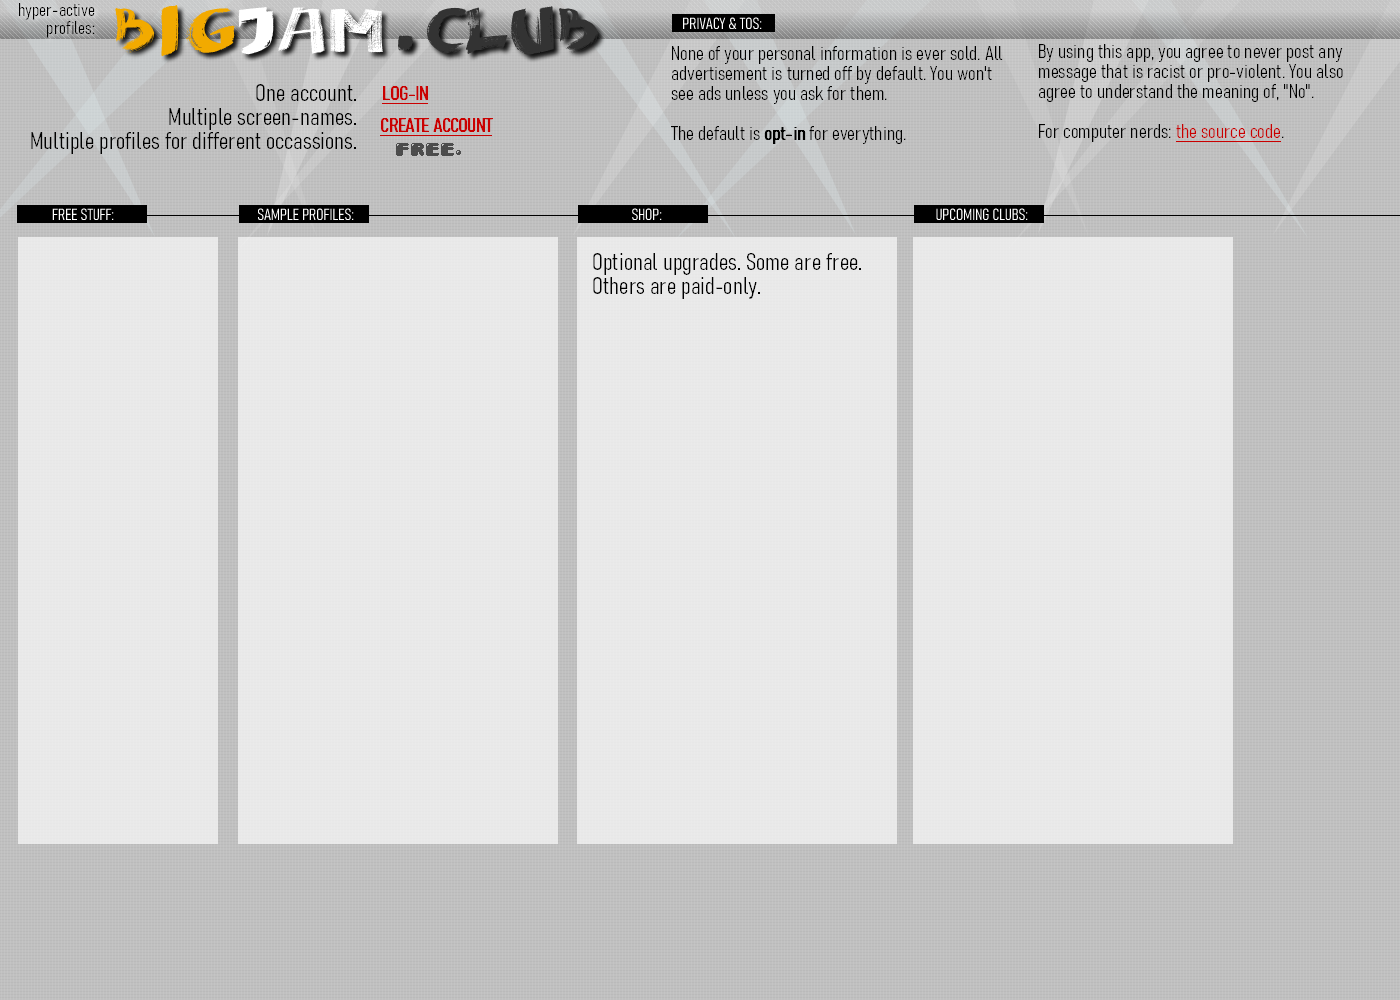 hyper-active
profiles:
BIGJAM.CLUB
One account.
Multiple screen-names.
Multiple profiles for different occassions.
LOG-IN
CREATE ACCOUNT
FREE.
PRIVACY & TOS:
None of your personal information is ever sold. All
advertisement is turned off by default. You won't
see ads unless you ask for them.
The default is opt-in for everything.
By using this app, you agree to never post any
message that is racist or pro-violent. You also
agree to understand the meaning of, "No".
For computer nerds: the source code.
FREE STUFF:
SAMPLE PROFILES:
SHOP:
Optional upgrades. Some are free.
Others are paid-only.
UPCOMING CLUBS: